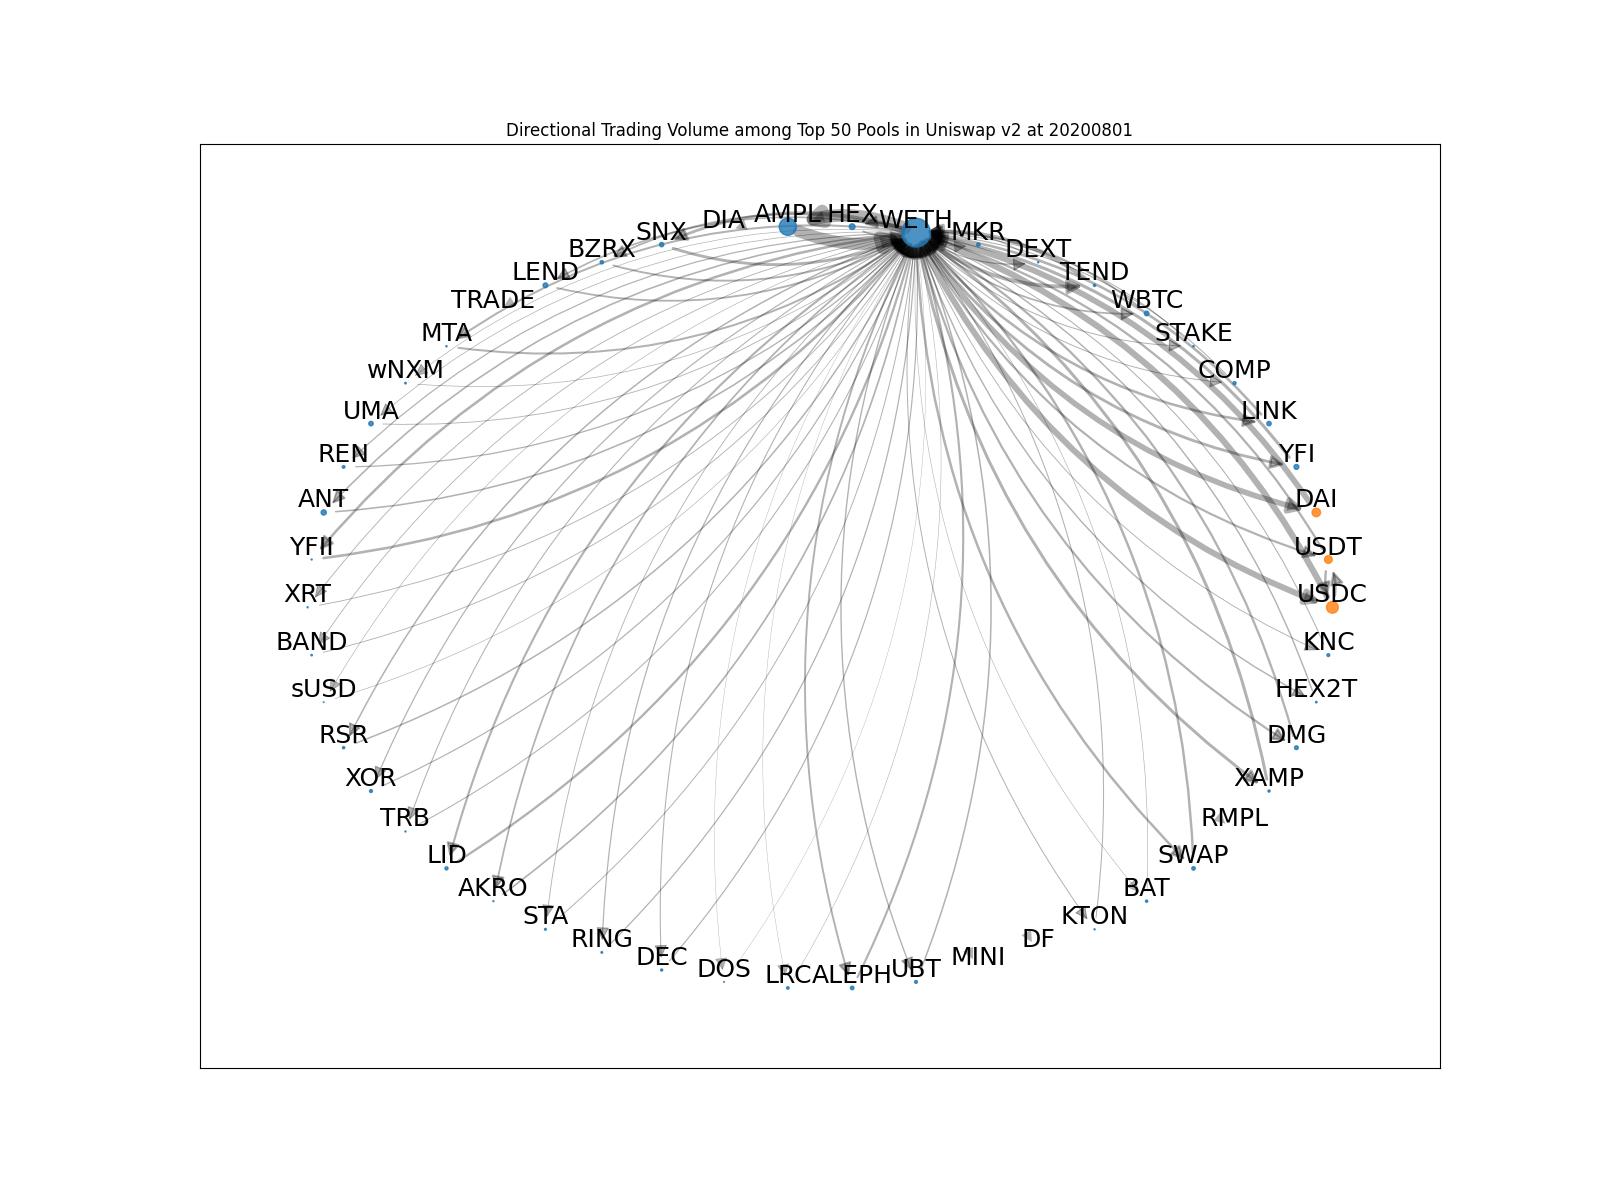 Directional Trading Volume among Top 50 Pools in Uniswap v2 at 20200801
AMPL HEX WETH
DIA MKR
SNX DEXT
BZRX TEND
LEND WBTC
TRADE STAKE
MTA COMP
wNXM LINK
UMA YFI
REN DAI
ANT USDT
YFII USDC
XRT KNC
BAND HEX2T
sUSD DMG
RSR XAMP
XOR RMPL
TRB SWAP
LID BAT
AKRO KTON
STA DF
RING MINI
DEC UBT
DOS LRC ALEPH